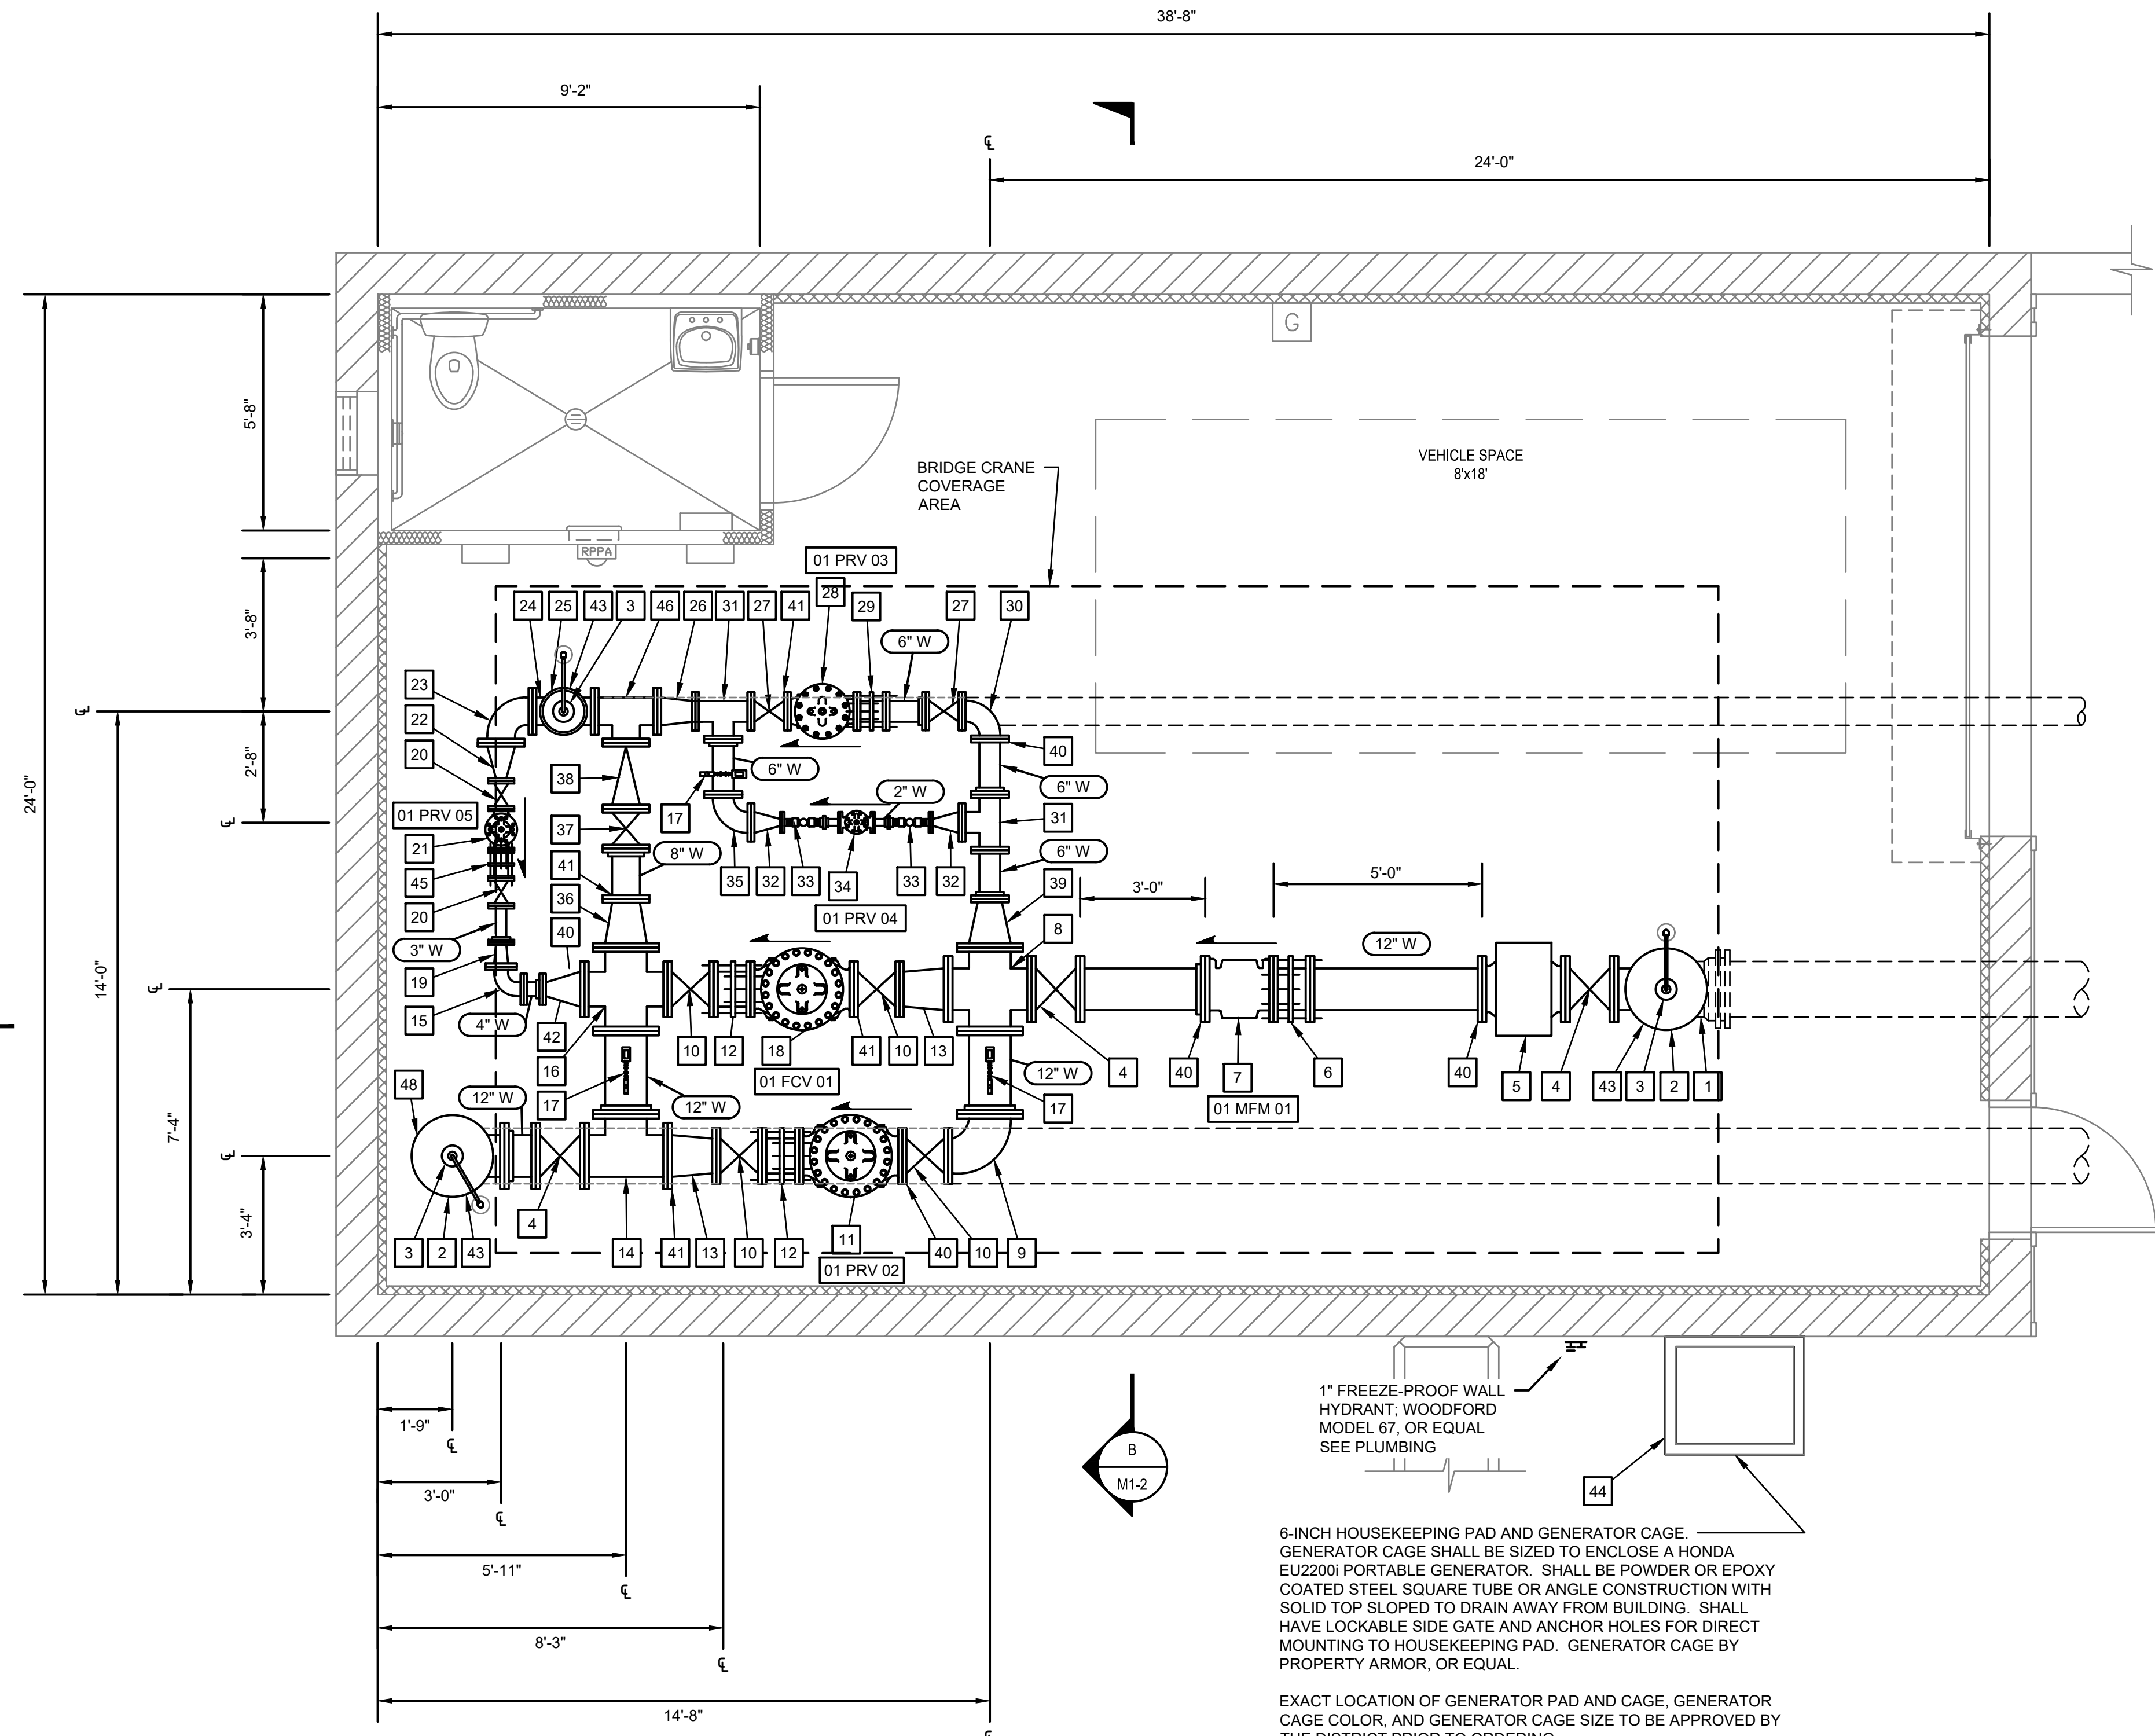 38'-8"
9'-2"
℄
24'-0"
G
5'-8"
VEHICLE SPACE
8'x18'
BRIDGE CRANE
COVERAGE
AREA
RPPA
01 PRV 03
28
24 25 43 3 46 26 31 27 41 29 27 30
3'-8"
6" W
23
℄
22
20
40
2'-8"
38
6" W
6" W
24'-0"
17
2" W
01 PRV 05
℄
37
31
21
8" W
6" W
41
45
35 32 33 34 33 32
39
5'-0"
3'-0"
20
36
01 PRV 04
40
8
3" W
12" W
19
14'-0"
℄
15
4" W
42
10 12 18 41 10 13
4
40
7
6
40
5 4 43 3 2 1
16
01 FCV 01
12" W
48
12" W
17
12" W
17
01 MFM 01
7'-4"
℄
3'-4"
4
11
3 2 43 14 41 13 10 12 40 10 9
01 PRV 02
1'-9"
℄
1" FREEZE-PROOF WALL
HYDRANT; WOODFORD
MODEL 67, OR EQUAL
SEE PLUMBING
B
M1-2
3'-0"
℄
44
5'-11"
℄
8'-3"
℄
14'-8"
℄
6-INCH HOUSEKEEPING PAD AND GENERATOR CAGE.
GENERATOR CAGE SHALL BE SIZED TO ENCLOSE A HONDA
EU2200i PORTABLE GENERATOR. SHALL BE POWDER OR EPOXY
COATED STEEL SQUARE TUBE OR ANGLE CONSTRUCTION WITH
SOLID TOP SLOPED TO DRAIN AWAY FROM BUILDING. SHALL
HAVE LOCKABLE SIDE GATE AND ANCHOR HOLES FOR DIRECT
MOUNTING TO HOUSEKEEPING PAD. GENERATOR CAGE BY
PROPERTY ARMOR, OR EQUAL.
EXACT LOCATION OF GENERATOR PAD AND CAGE, GENERATOR
CAGE COLOR, AND GENERATOR CAGE SIZE TO BE APPROVED BY
THE DISTRICT PRIOR TO ORDERING